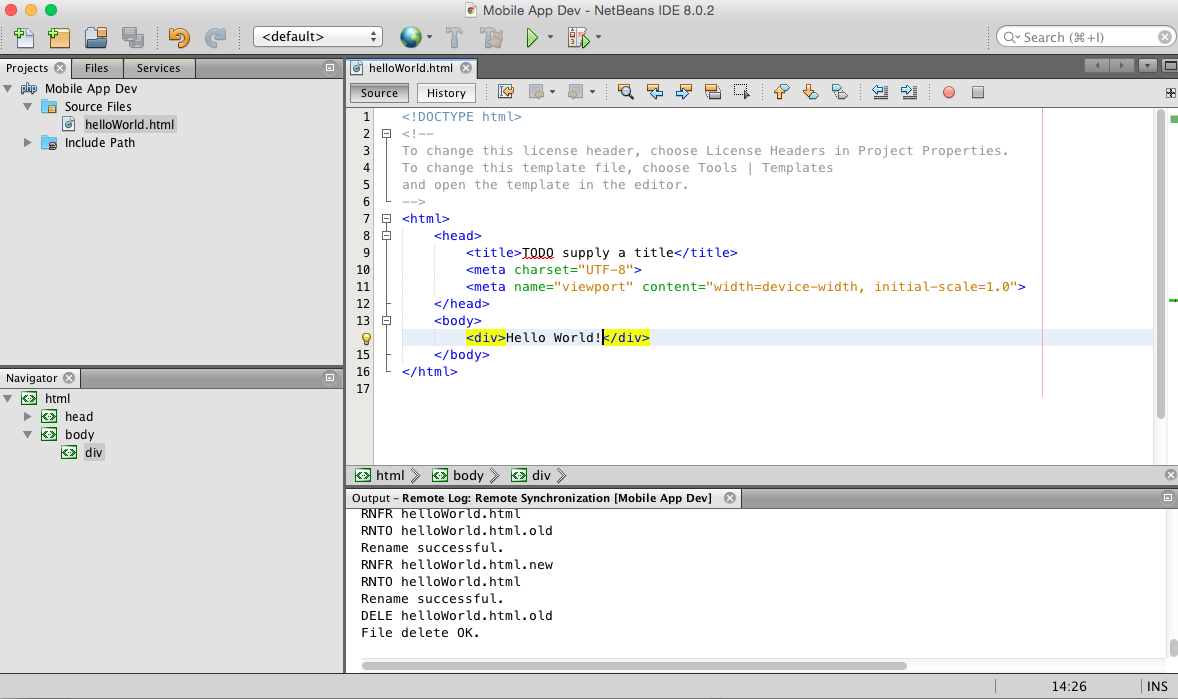 Mobile App Dev - NetBeans IDE 8.0.2
<default>
Search (⌘+I)
Projects Files Services
Mobile App Dev
Source Files
helloWorld.html
Include Path
Navigator
html
head
body
div
helloWorld.html
Source History
1 <!DOCTYPE html>
2 <!--
3 To change this license header, choose License Headers in Project Properties.
4 To change this template file, choose Tools | Templates
5 and open the template in the editor.
6 -->
7 <html>
8 <head>
9 <title>TODO supply a title</title>
10 <meta charset="UTF-8">
11 <meta name="viewport" content="width=device-width, initial-scale=1.0">
12 </head>
13 <body>
<div>Hello World!</div>
15 </body>
16 </html>
17
html body div
Output - Remote Log: Remote Synchronization [Mobile App Dev]
RNFR helloWorld.html
RNTO helloWorld.html.old
Rename successful.
RNFR helloWorld.html.new
RNTO helloWorld.html
Rename successful.
DELE helloWorld.html.old
File delete OK.
14:26 INS